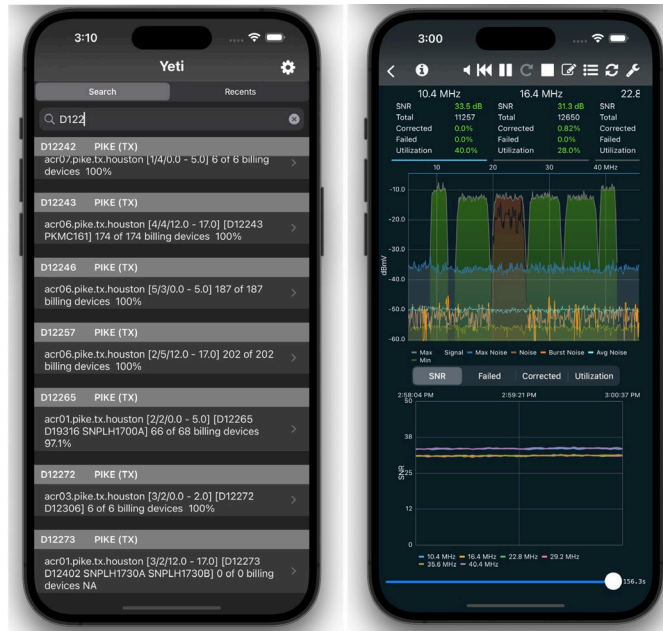 3:10
Yeti
Search Recents
D122
D12242 PIKE (TX)
acr07.pike.tx.houston [1/4/0.0 - 5.0] 6 of 6 billing
devices 100%
D12243 PIKE (TX)
acr06.pike.tx.houston [4/4/12.0 - 17.0] [D12243
PKMC161] 174 of 174 billing devices 100%
D12246 PIKE (TX)
acr06.pike.tx.houston [5/3/0.0 - 5.0] 187 of 187
billing devices 100%
D12257 PIKE (TX)
acr06.pike.tx.houston [2/5/12.0 - 17.0] 202 of 202
billing devices 100%
D12265 PIKE (TX)
acr01.pike.tx.houston [2/2/0.0 - 5.0] [D12265
D19316 SNPLH1700A] 66 of 68 billing devices
97.1%
D12272 PIKE (TX)
acr03.pike.tx.houston [3/2/0.0 - 2.0] [D12272
D12306] 6 of 6 billing devices 100%
D12273 PIKE (TX)
acr01.pike.tx.houston [3/2/12.0 - 17.0] [D12273
D12402 SNPLH1730A SNPLH1730B] 0 of 0 billing
devices NA
3:00
10.4 MHz 16.4 MHz 22.8
SNR 33.5 dB SNR 31.3 dB SNR
Total 11257 Total 12650 Total
Corrected 0.0% Corrected 0.82% Corrected
Failed 0.0% Failed 0.0% Failed
Utilization 40.0% Utilization 28.0% Utilization
10 20 30 40 MHz
-10.0
-20.0
-30.0
dBmV
-40.0
-50.0
-60.0
Max Signal Max Noise Noise Burst Noise Avg Noise
Min
SNR Failed Corrected Utilization
2:58:04 PM 2:59:21 PM 3:00:37 PM
50
38
SNR
25
12
0
10.4 MHz 16.4 MHz 22.8 MHz 29.2 MHz
35.6 MHz 40.4 MHz
156.3s